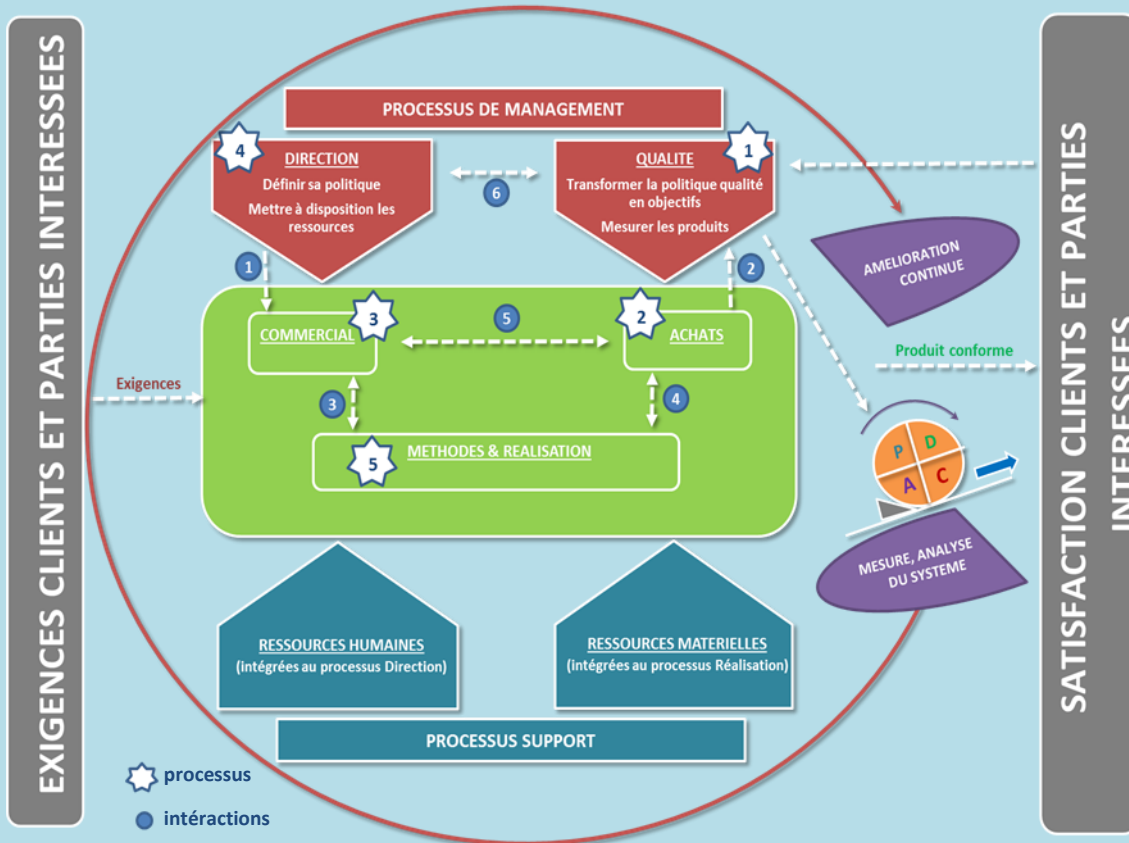 EXIGENCES CLIENTS ET PARTIES INTERESSEES
PROCESSUS DE MANAGEMENT
4
DIRECTION
Définir sa politique
Mettre à disposition les
ressources
6
1
QUALITE
Transformer la politique qualité
en objectifs
Mesurer les produits
1
2
AMELIORATION
CONTINUE
COMMERCIAL
3
5
2
ACHATS
Exigences
Produit conforme
3
4
5
METHODES & REALISATION
P
D
A
C
MESURE, ANALYSE
DU SYSTEME
RESSOURCES HUMAINES
(intégrées au processus Direction)
RESSOURCES MATERIELLES
(intégrées au processus Réalisation)
PROCESSUS SUPPORT
processus
intéractions
SATISFACTION CLIENTS ET PARTIES
INTERESSEES